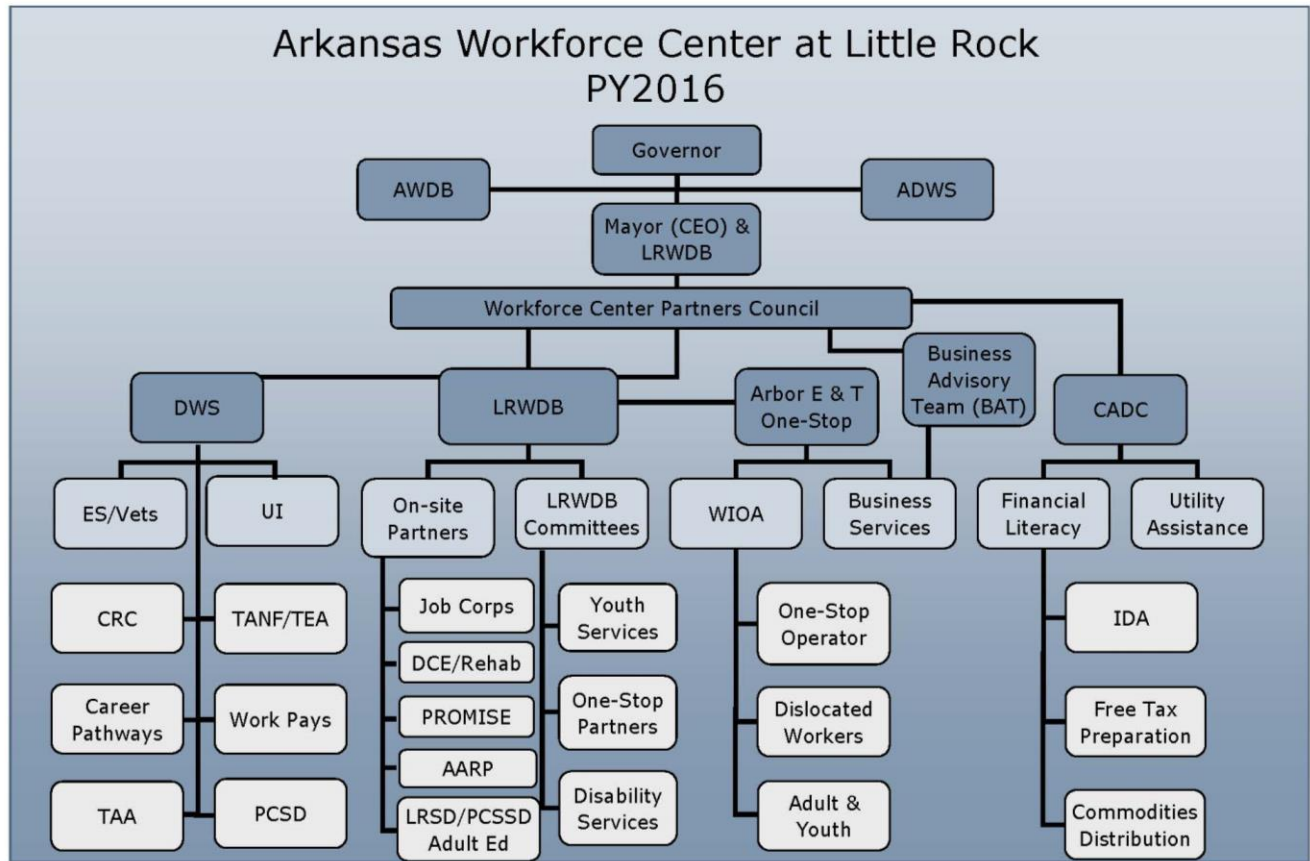 Arkansas Workforce Center at Little Rock
PY2016
Governor
AWDB
ADWS
Mayor (CEO) &
LRWDB
Workforce Center Partners Council
DWS
LRWDB
Arbor E & T
One-Stop
Business
Advisory
Team (BAT)
CADC
ES/Vets
UI
On-site
Partners
LRWDB
Committees
WIOA
Business
Services
Financial
Literacy
Utility
Assistance
CRC
TANF/TEA
Career
Pathways
Work Pays
TAA
PCSD
Job Corps
DCE/Rehab
PROMISE
AARP
LRSD/PCSSD
Adult Ed
Youth
Services
One-Stop
Partners
Disability
Services
One-Stop
Operator
Dislocated
Workers
Adult &
Youth
IDA
Free Tax
Preparation
Commodities
Distribution